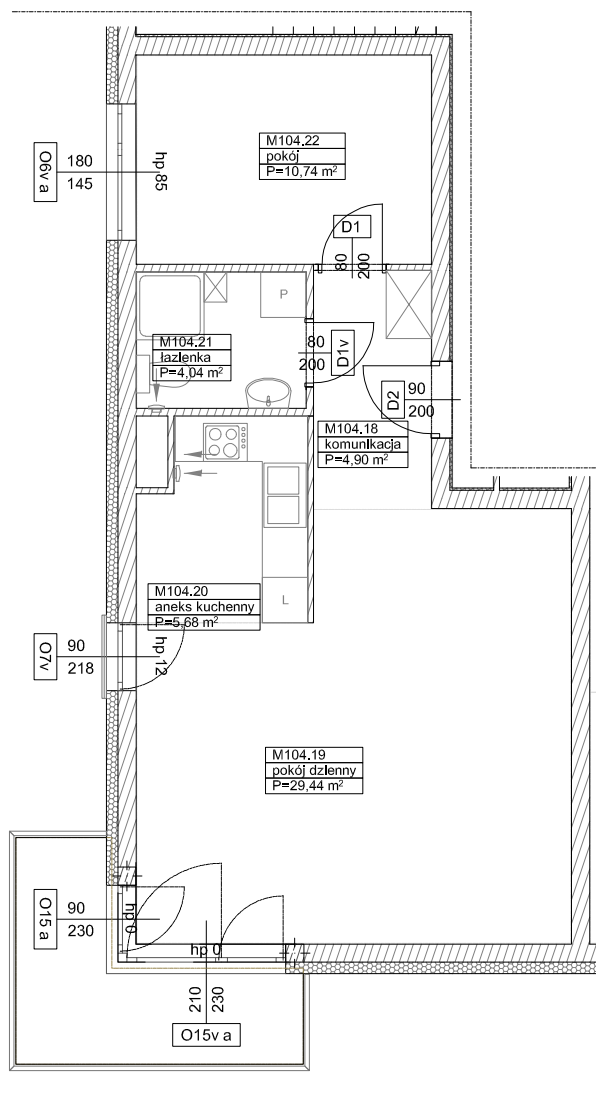 M104.22
pokój
P=10,74 m²
O6v a
180
145
hp 85
D1
80
200
P
M104.21
łazienka
P=4,04 m²
80
200
D1v
D2
90
200
M104.18
komunikacja
P=4,90 m²
M104.20
aneks kuchenny
P=5,68 m²
L
O7v
90
218
hp 12
M104.19
pokój dzienny
P=29,44 m²
O15 a
90
230
hp 0
hp 0
210
230
O15v a